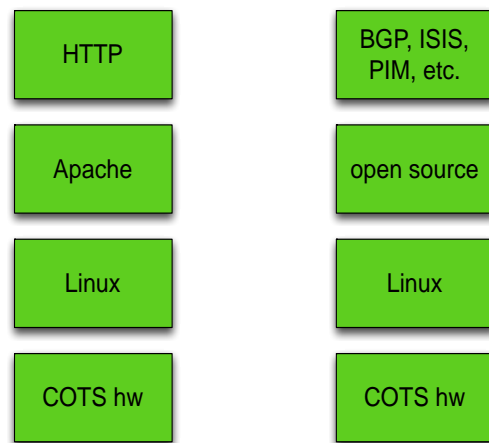 HTTP
BGP, ISIS,
PIM, etc.
Apache
open source
Linux
Linux
COTS hw
COTS hw